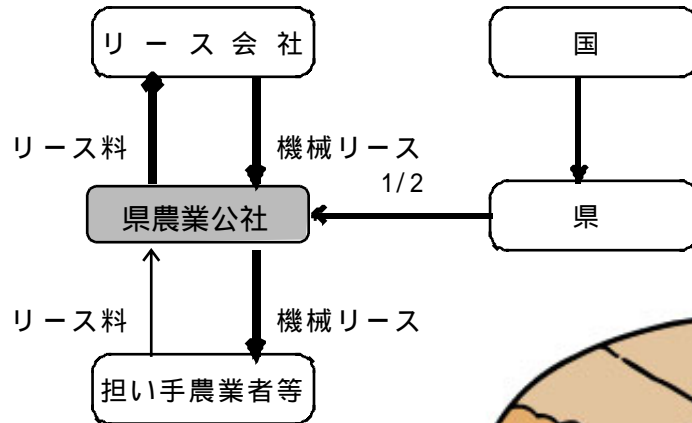 リース会社
国
リース料
機械リース
1/2
県農業公社
県
リース料
機械リース
担い手農業者等